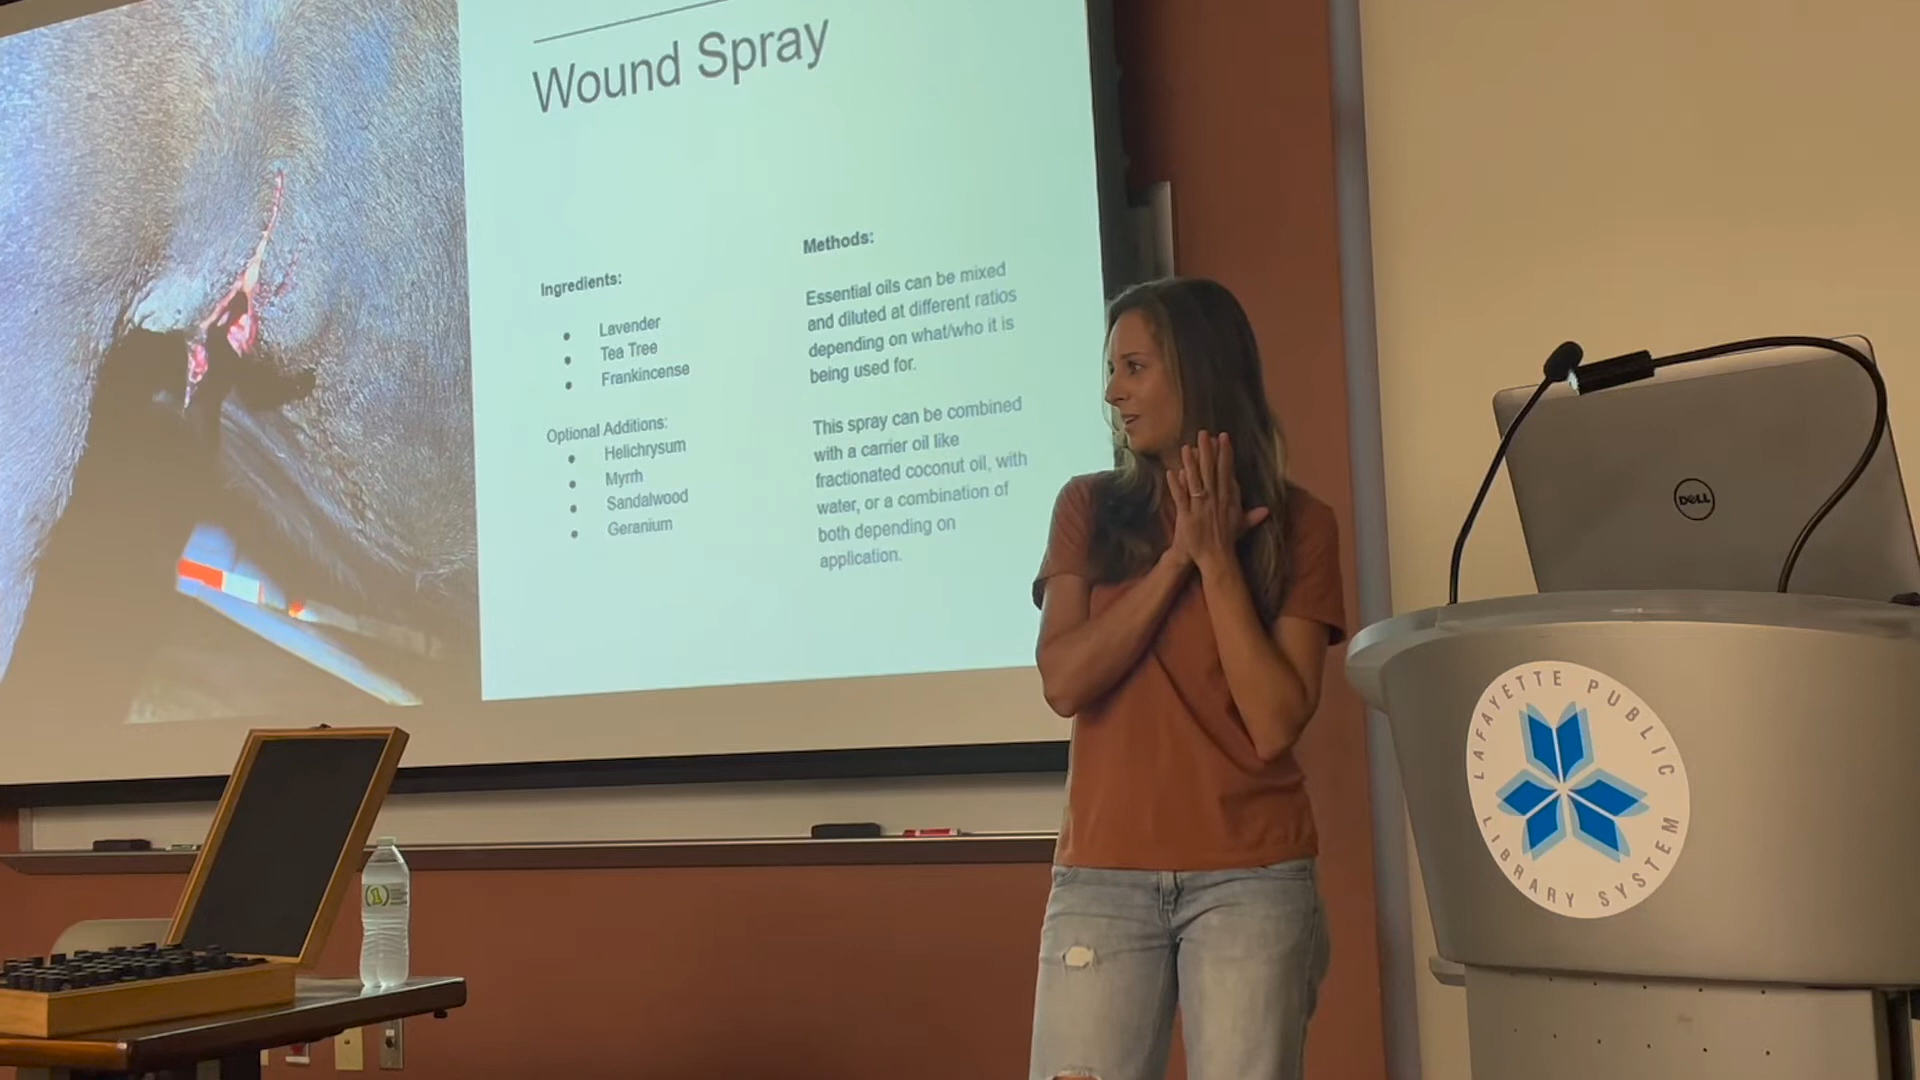 Wound Spray
Ingredients:
Lavender
Tea Tree
Frankincense
Optional Additions:
Helichrysum
Myrrh
Sandalwood
Geranium
Methods:
Essential oils can be mixed
and diluted at different ratios
depending on what/who it is
being used for.
This spray can be combined
with a carrier oil like
fractionated coconut oil, with
water, or a combination of
both depending on
application.
DELL
LAFAYETTE PUBLIC
LIBRARY SYSTEM
(1)